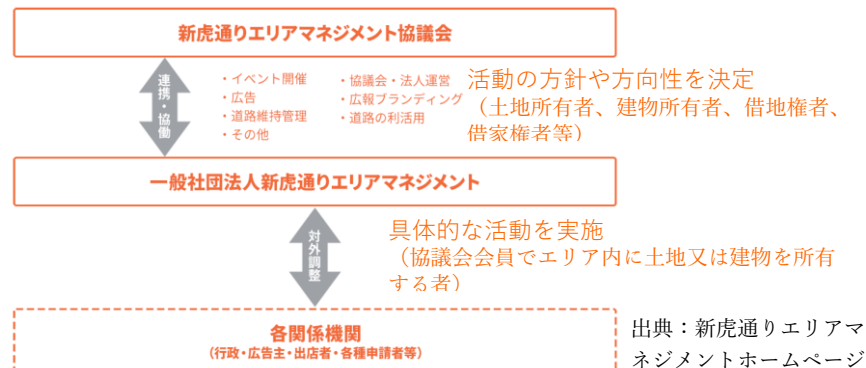 新虎通りエリアマネジメント協議会
連携・協働
・イベント開催
・広告
・道路維持管理
・その他
・協議会・法人運営
・広報ブランディング
・道路の利活用
活動の方針や方向性を決定
（土地所有者、建物所有者、借地権者、
借家権者等）
一般社団法人新虎通りエリアマネジメント
対外調整
具体的な活動を実施
（協議会会員でエリア内に土地又は建物を所有
する者）
各関係機関
（行政・広告主・出店者・各種申請者等）
出典：新虎通りエリアマ
ネジメントホームページ